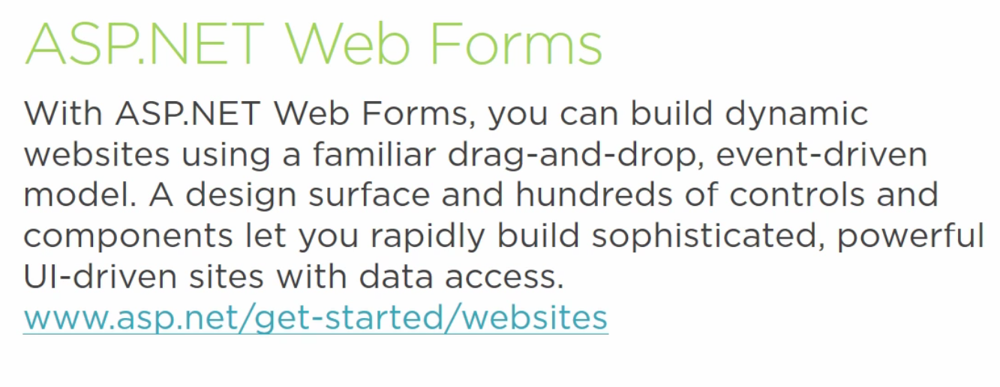 ASP.NET Web Forms
With ASP.NET Web Forms, you can build dynamic
websites using a familiar drag-and-drop, event-driven
model. A design surface and hundreds of controls and
components let you rapidly build sophisticated, powerful
UI-driven sites with data access.
www.asp.net/get-started/websites